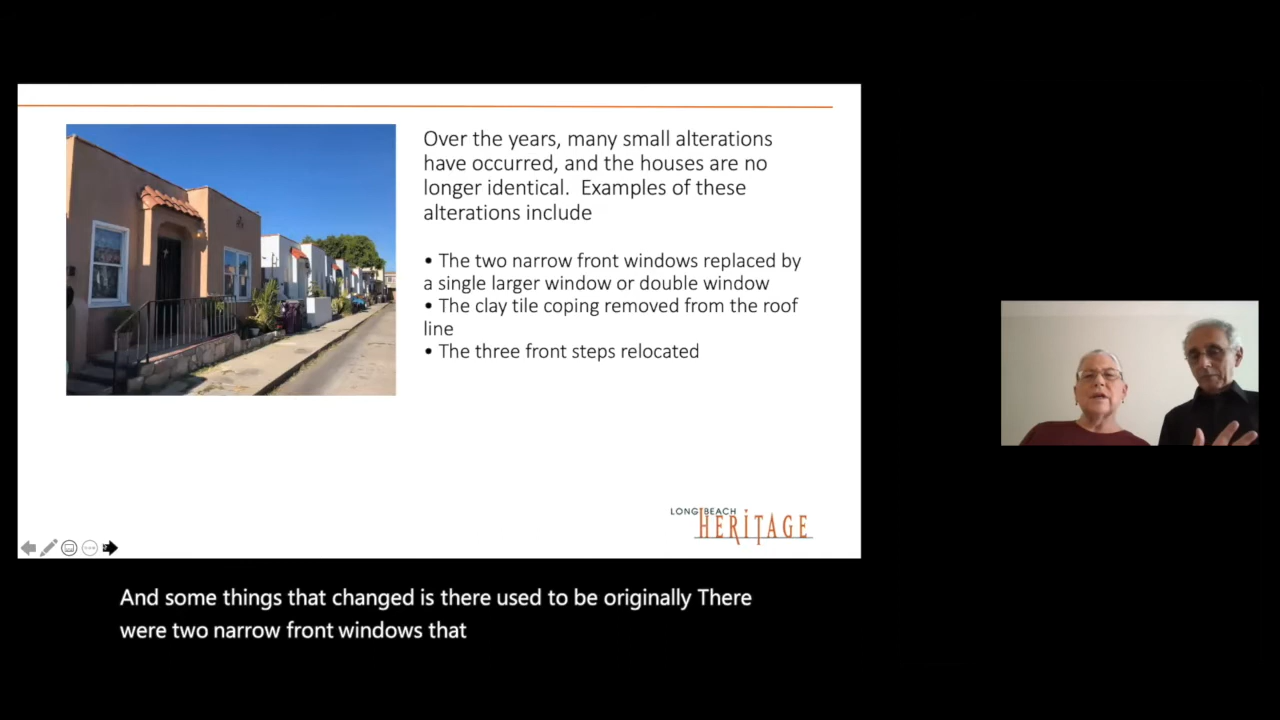 Over the years, many small alterations
have occurred, and the houses are no
longer identical.  Examples of these
alterations include
• The two narrow front windows replaced by
a single larger window or double window
• The clay tile coping removed from the roof
line
• The three front steps relocated
LONG BEACH
HERITAGE
And some things that changed is there used to be originally There
were two narrow front windows that